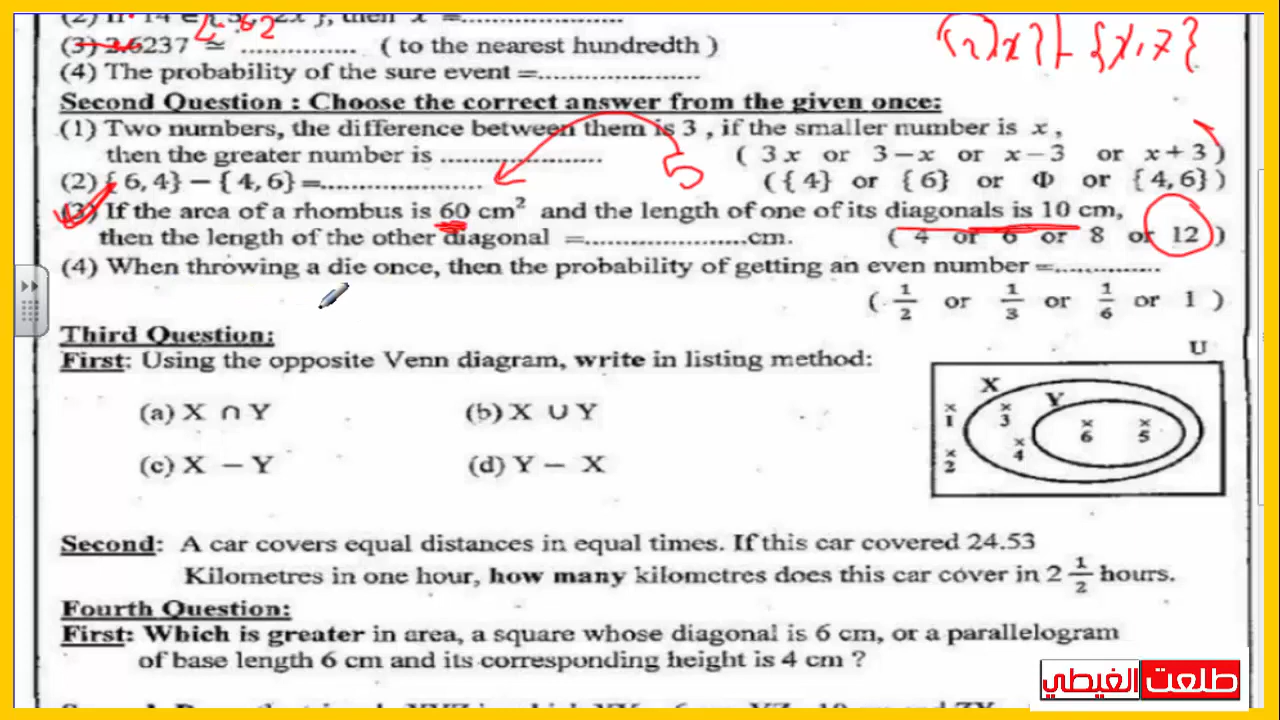 (2) If 14 ∈ { 3, 2x }, then x = ....................
(3) 3.6237 ≃ ............... ( to the nearest hundredth )
3.62
(4) The probability of the sure event =......................
Second Question : Choose the correct answer from the given once:
(1) Two numbers, the difference between them is 3 , if the smaller number is x ,
then the greater number is ...................... ( 3x or 3 – x or x – 3 or x + 3 )
(2) { 6, 4} – { 4, 6} =...................... ({ 4} or { 6} or Φ or { 4, 6} )
(3) If the area of a rhombus is 60 cm² and the length of one of its diagonals is 10 cm,
then the length of the other diagonal =......................cm. ( 4 or 6 or 8 or 12 )
(4) When throwing a die once, then the probability of getting an even number =..............
( 1/2 or 1/3 or 1/6 or 1 )
Third Question:
First: Using the opposite Venn diagram, write in listing method:
U
X
Y
1 3 6 5
2 4
(a) X ∩ Y (b) X ∪ Y
(c) X – Y (d) Y – X
Second: A car covers equal distances in equal times. If this car covered 24.53
Kilometres in one hour, how many kilometres does this car cover in 2 1/2 hours.
Fourth Question:
First: Which is greater in area, a square whose diagonal is 6 cm, or a parallelogram
of base length 6 cm and its corresponding height is 4 cm ?
طلعت الغيطي